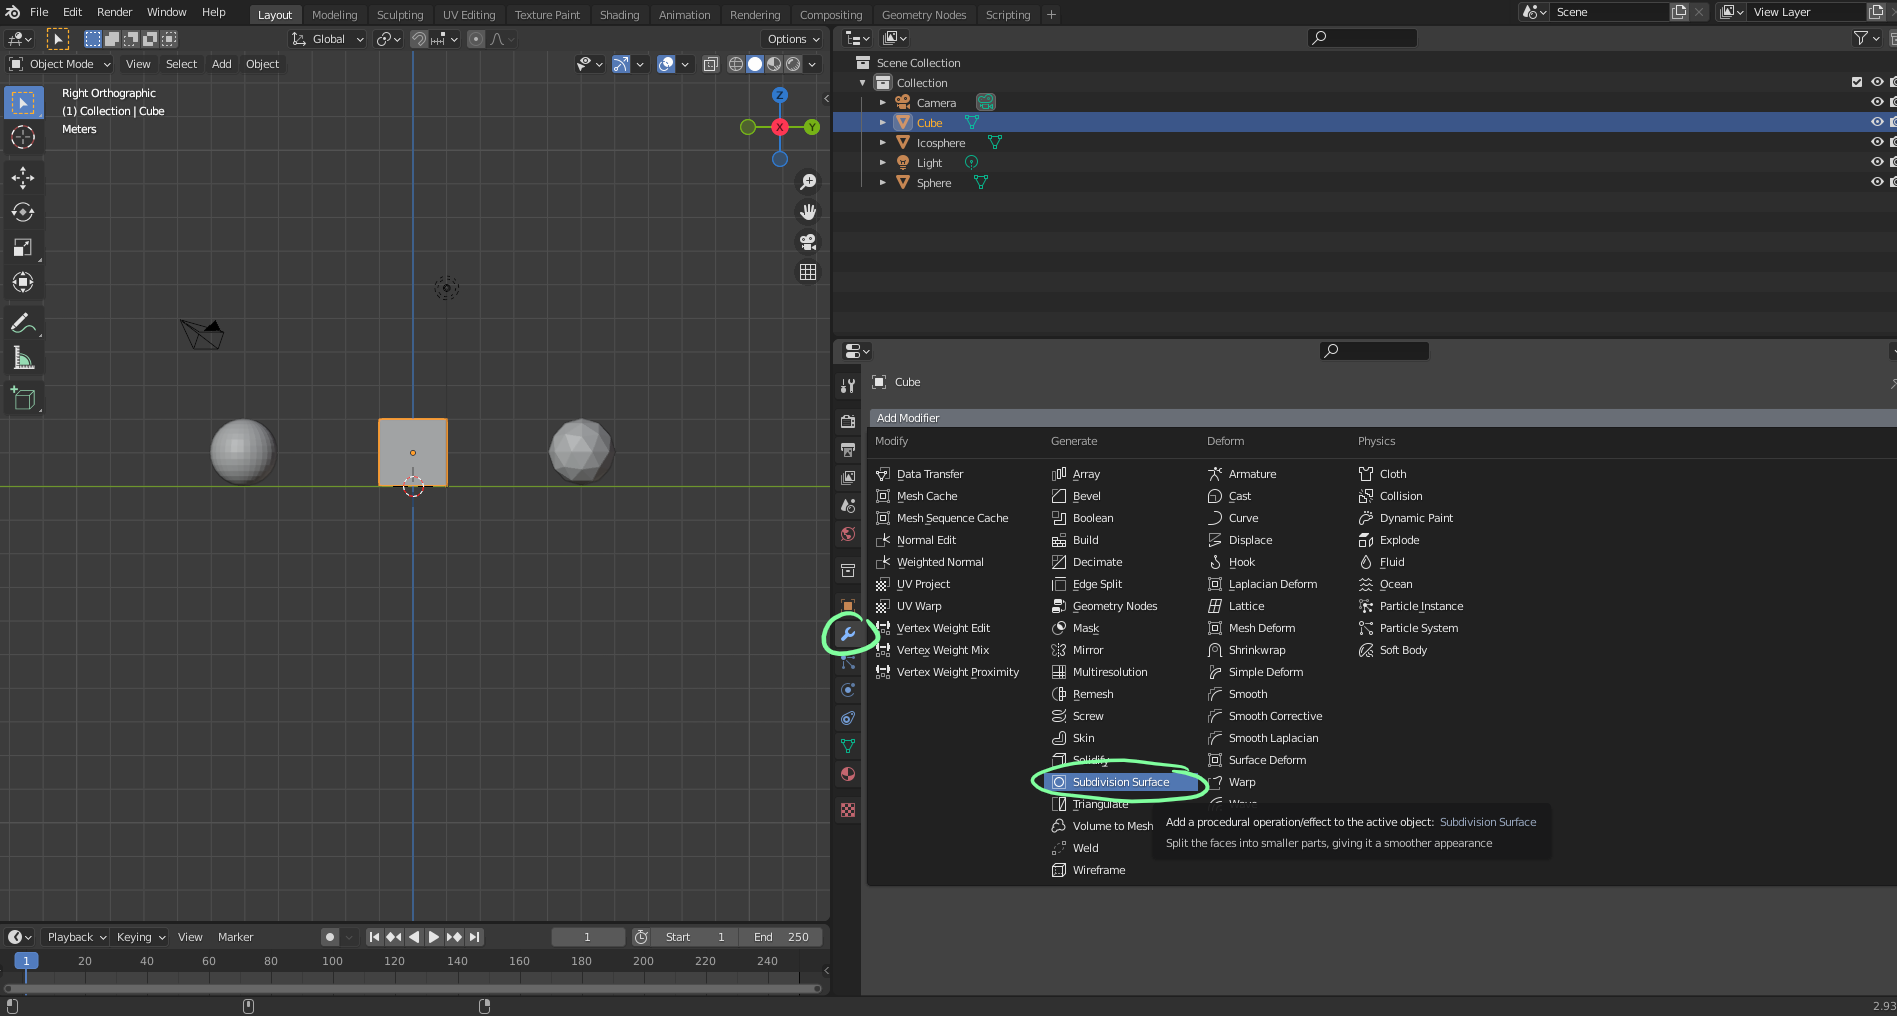 File Edit Render Window Help Layout Modeling Sculpting UV Editing Texture Paint Shading Animation Rendering Compositing Geometry Nodes Scripting + Scene View Layer
Global Options
Object Mode View Select Add Object
Right Orthographic
(1) Collection | Cube
Meters
Z
X Y
Scene Collection
Collection
Camera
Cube
Icosphere
Light
Sphere
Cube
Add Modifier
Modify Generate Deform Physics
Data Transfer Array Armature Cloth
Mesh Cache Bevel Cast Collision
Mesh Sequence Cache Boolean Curve Dynamic Paint
Normal Edit Build Displace Explode
Weighted Normal Decimate Hook Fluid
UV Project Edge Split Laplacian Deform Ocean
UV Warp Geometry Nodes Lattice Particle Instance
Vertex Weight Edit Mask Mesh Deform Particle System
Vertex Weight Mix Mirror Shrinkwrap Soft Body
Vertex Weight Proximity Multiresolution Simple Deform
Remesh Smooth
Screw Smooth Corrective
Skin Smooth Laplacian
Solidify Surface Deform
Subdivision Surface Warp
Triangulate Wave
Volume to Mesh Add a procedural operation/effect to the active object: Subdivision Surface
Weld Split the faces into smaller parts, giving it a smoother appearance
Wireframe
Playback Keying View Marker 1 Start 1 End 250
1 20 40 60 80 100 120 140 160 180 200 220 240
2.93